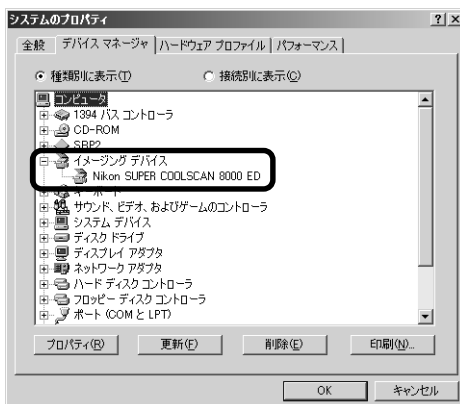 システムのプロパティ
全般 デバイス マネージャ ハードウェア プロファイル パフォーマンス
種類別に表示(T) 接続別に表示(C)
コンピュータ
1394 バス コントローラ
CD-ROM
SBP2
イメージング デバイス
Nikon SUPER COOLSCAN 8000 ED
キーボード
サウンド、ビデオ、およびゲームのコントローラ
システム デバイス
ディスク ドライブ
ディスプレイ アダプタ
ネットワーク アダプタ
ハード ディスク コントローラ
フロッピー ディスク コントローラ
ポート (COM と LPT)
プロパティ(R) 更新(F) 削除(E) 印刷(N)...
OK キャンセル